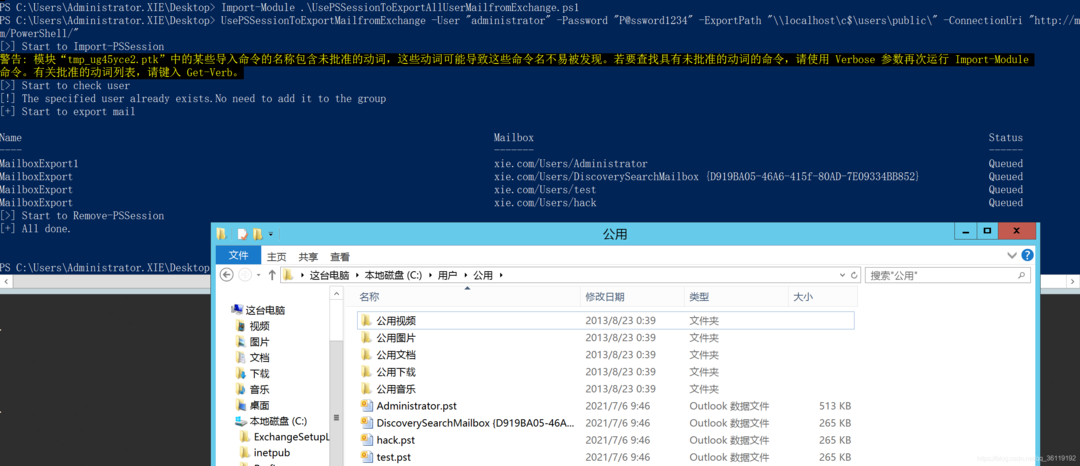 PS C:\Users\Administrator.XIE\Desktop> Import-Module .\UsePSSessionToExportAllUserMailfromExchange.ps1
PS C:\Users\Administrator.XIE\Desktop> UsePSSessionToExportMailfromExchange -User "administrator" -Password "P@ssword1234" -ExportPath "\\localhost\c$\users\public\" -ConnectionUri "http://m
m/PowerShell/"
[>] Start to Import-PSSession
警告: 模块“tmp_ug45yce2.ptk”中的某些导入命令的名称包含未批准的动词，这些动词可能导致这些命令名不易被发现。若要查找具有未批准的动词的命令，请使用 Verbose 参数再次运行 Import-Module
命令。有关批准的动词列表，请键入 Get-Verb。
[>] Start to check user
[!] The specified user already exists.No need to add it to the group
[+] Start to export mail
Name Mailbox Status
---- ------- ------
MailboxExport1 xie.com/Users/Administrator Queued
MailboxExport xie.com/Users/DiscoverySearchMailbox {D919BA05-46A6-415f-80AD-7E09334BB852} Queued
MailboxExport xie.com/Users/test Queued
MailboxExport xie.com/Users/hack Queued
[>] Start to Remove-PSSession
[+] All done.
PS C:\Users\Administrator.XIE\Desktop
公用
文件 主页 共享 查看
这台电脑 本地磁盘 (C:) 用户 公用
搜索"公用"
名称 修改日期 类型 大小
这台电脑
视频
图片
文档
下载
音乐
桌面
本地磁盘 (C:)
ExchangeSetupL
inetpub
公用视频 2013/8/23 0:39 文件夹
公用图片 2013/8/23 0:39 文件夹
公用文档 2013/8/23 0:39 文件夹
公用下载 2013/8/23 0:39 文件夹
公用音乐 2013/8/23 0:39 文件夹
Administrator.pst 2021/7/6 9:46 Outlook 数据文件 513 KB
DiscoverySearchMailbox {D919BA05-46A... 2021/7/6 9:46 Outlook 数据文件 265 KB
hack.pst 2021/7/6 9:46 Outlook 数据文件 265 KB
test.pst 2021/7/6 9:46 Outlook 数据文件 265 KB